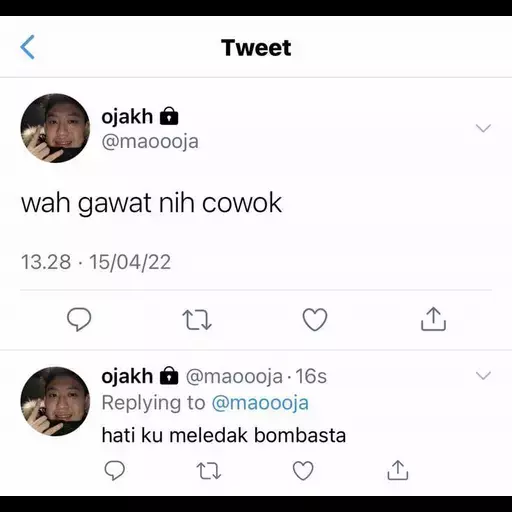 Tweet
ojakh
@maoooja
wah gawat nih cowok
13.28 · 15/04/22
ojakh @maoooja · 16s
Replying to @maoooja
hati ku meledak bombasta